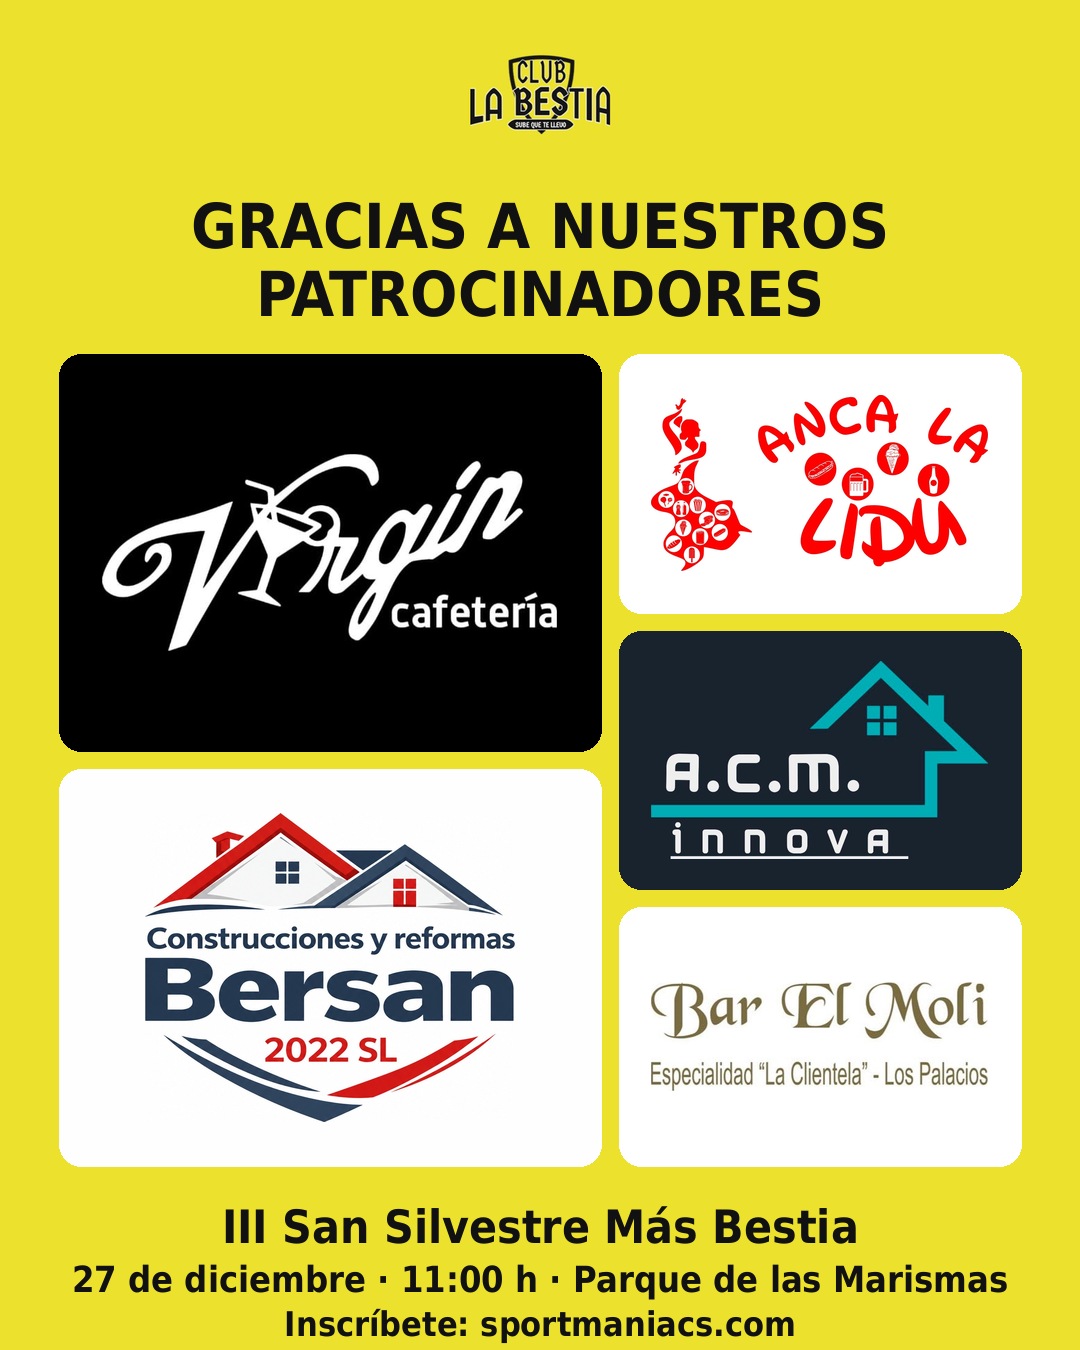 CLUB
LA BESTIA
SUBE QUE TE LLEVO
GRACIAS A NUESTROS
PATROCINADORES
Virgin
cafetería
ANCA LA
LIDU
A.C.M.
innova
Construcciones y reformas
Bersan
2022 SL
Bar El Moli
Especialidad “La Clientela” - Los Palacios
III San Silvestre Más Bestia
27 de diciembre · 11:00 h · Parque de las Marismas
Inscríbete: sportmaniacs.com